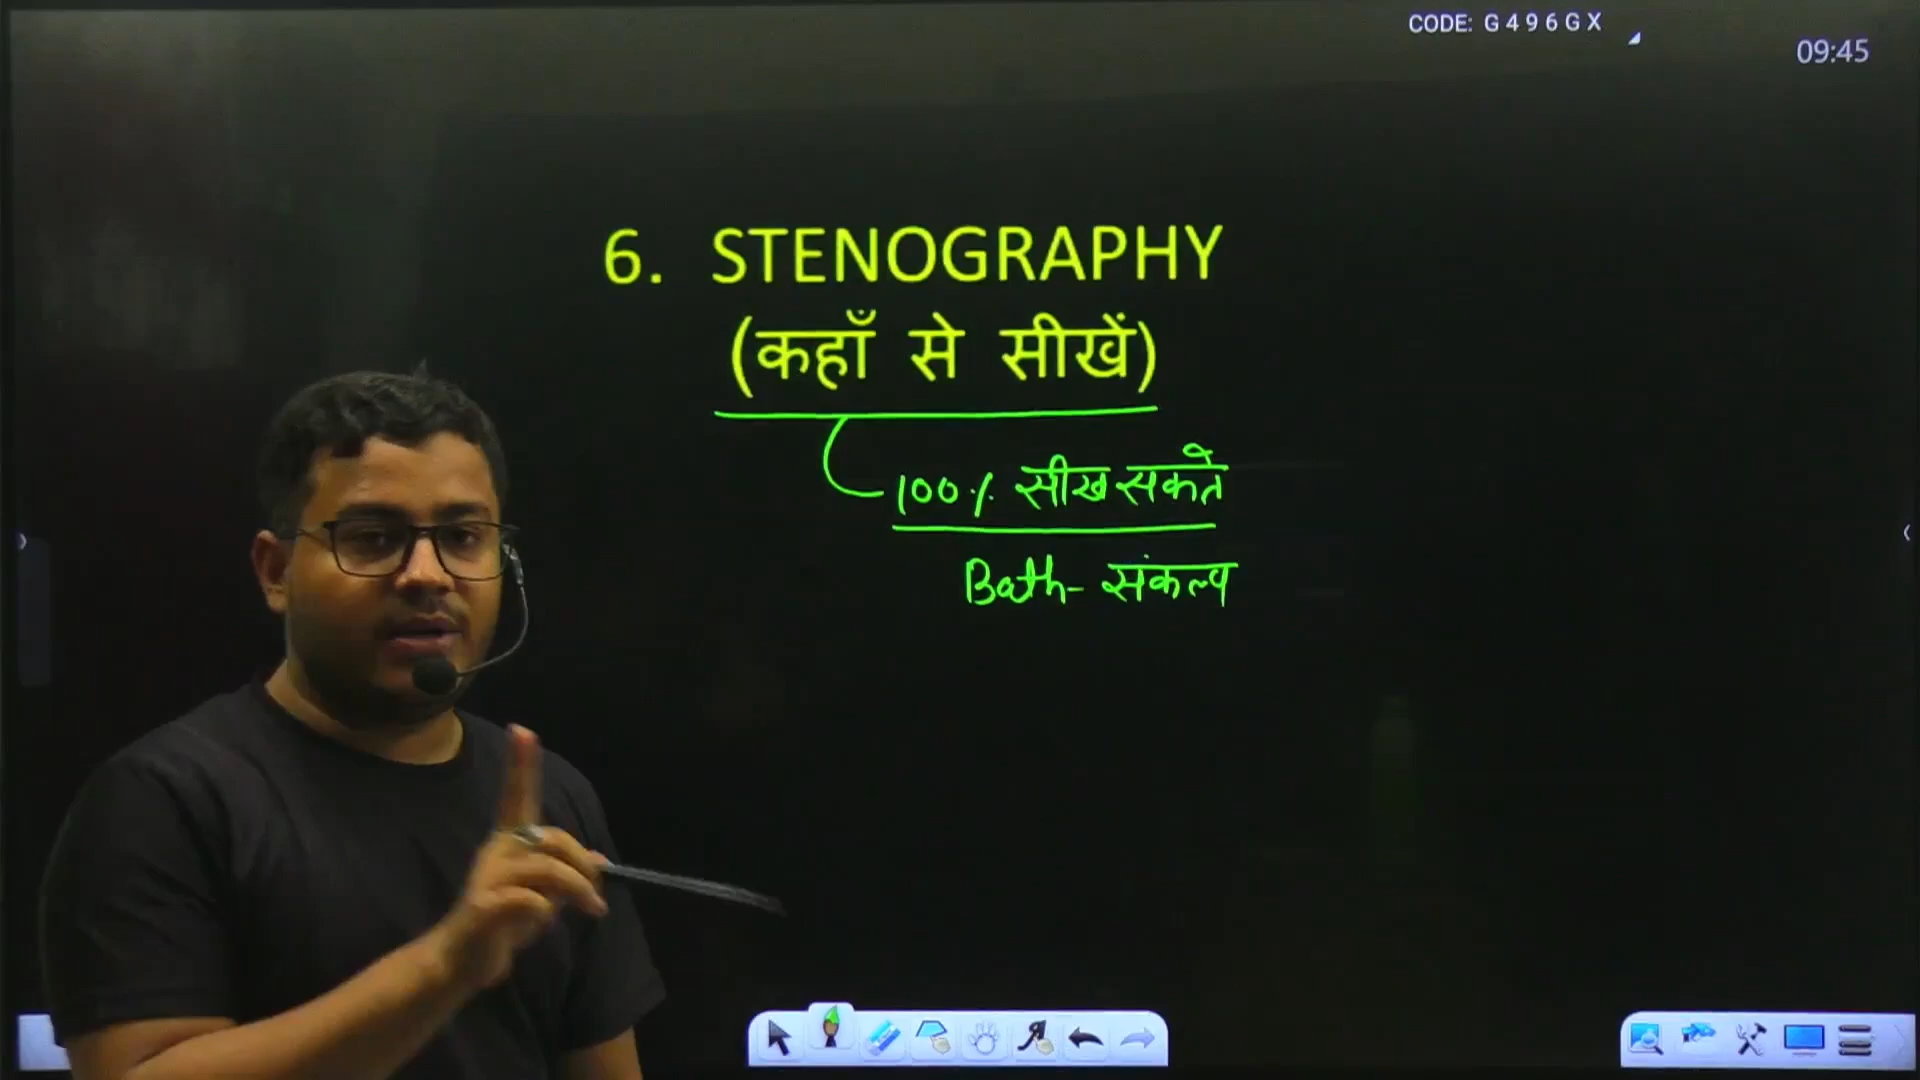 CODE: G496GX
09:45
6. STENOGRAPHY
(कहाँ से सीखें)
100% सीख सकते
Bath- संकल्प